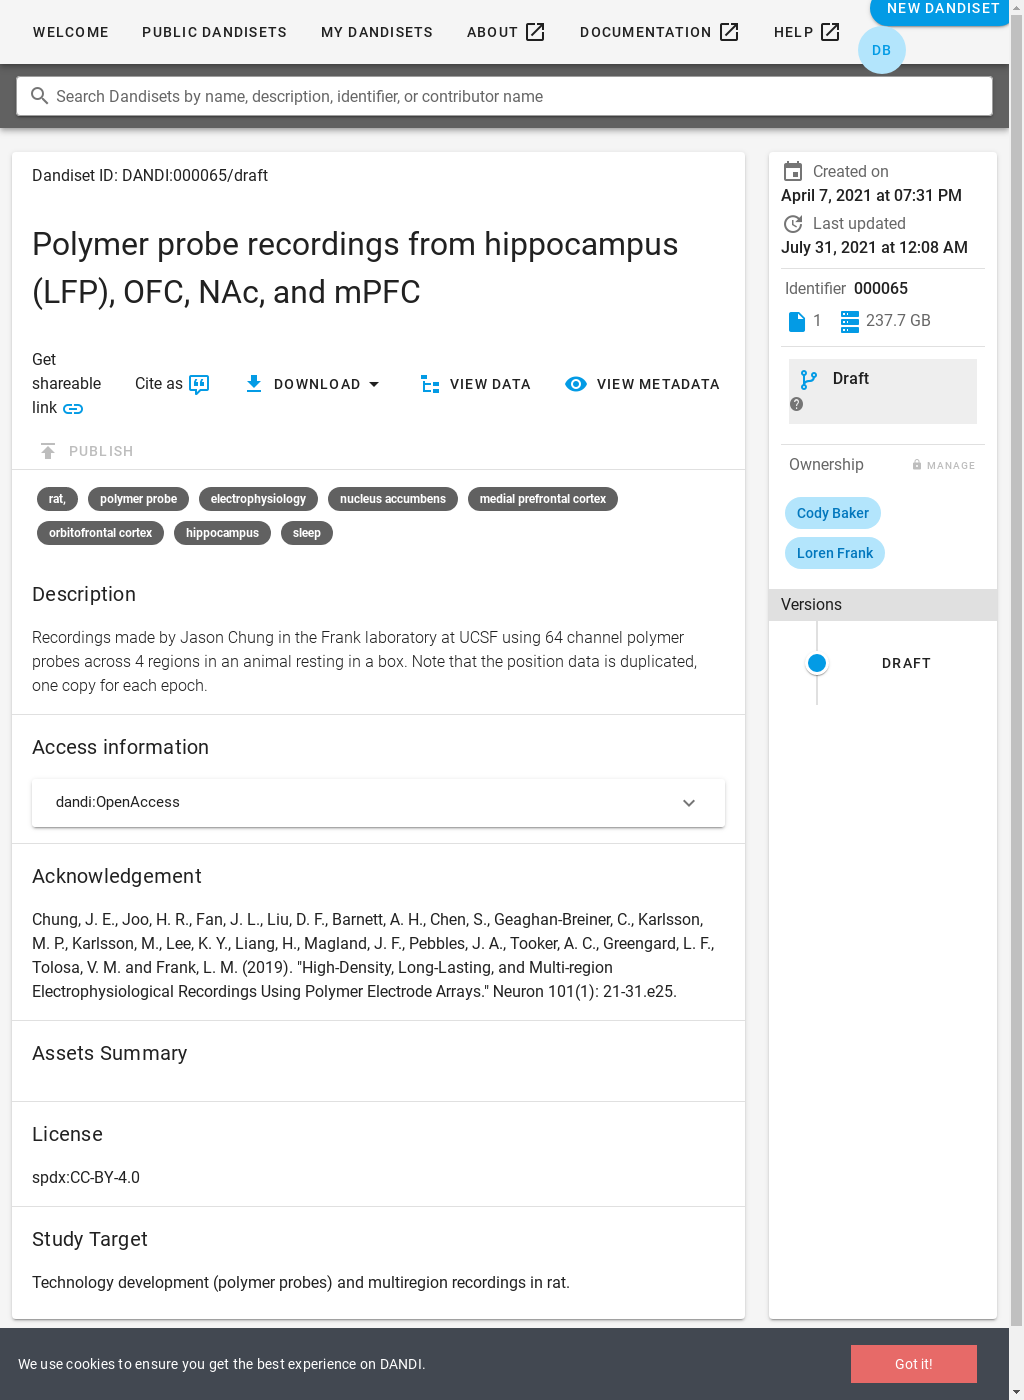 WELCOME PUBLIC DANDISETS MY DANDISETS ABOUT DOCUMENTATION HELP NEW DANDISET
DB
Search Dandisets by name, description, identifier, or contributor name
Dandiset ID: DANDI:000065/draft
Polymer probe recordings from hippocampus
(LFP), OFC, NAc, and mPFC
Get
shareable
link
Cite as
DOWNLOAD
VIEW DATA
VIEW METADATA
PUBLISH
rat, polymer probe electrophysiology nucleus accumbens medial prefrontal cortex
orbitofrontal cortex hippocampus sleep
Description
Recordings made by Jason Chung in the Frank laboratory at UCSF using 64 channel polymer
probes across 4 regions in an animal resting in a box. Note that the position data is duplicated,
one copy for each epoch.
Access information
dandi:OpenAccess
Acknowledgement
Chung, J. E., Joo, H. R., Fan, J. L., Liu, D. F., Barnett, A. H., Chen, S., Geaghan-Breiner, C., Karlsson,
M. P., Karlsson, M., Lee, K. Y., Liang, H., Magland, J. F., Pebbles, J. A., Tooker, A. C., Greengard, L. F.,
Tolosa, V. M. and Frank, L. M. (2019). "High-Density, Long-Lasting, and Multi-region
Electrophysiological Recordings Using Polymer Electrode Arrays." Neuron 101(1): 21-31.e25.
Assets Summary
License
spdx:CC-BY-4.0
Study Target
Technology development (polymer probes) and multiregion recordings in rat.
Created on
April 7, 2021 at 07:31 PM
Last updated
July 31, 2021 at 12:08 AM
Identifier 000065
1 237.7 GB
Draft
Ownership MANAGE
Cody Baker
Loren Frank
Versions
DRAFT
We use cookies to ensure you get the best experience on DANDI.
Got it!